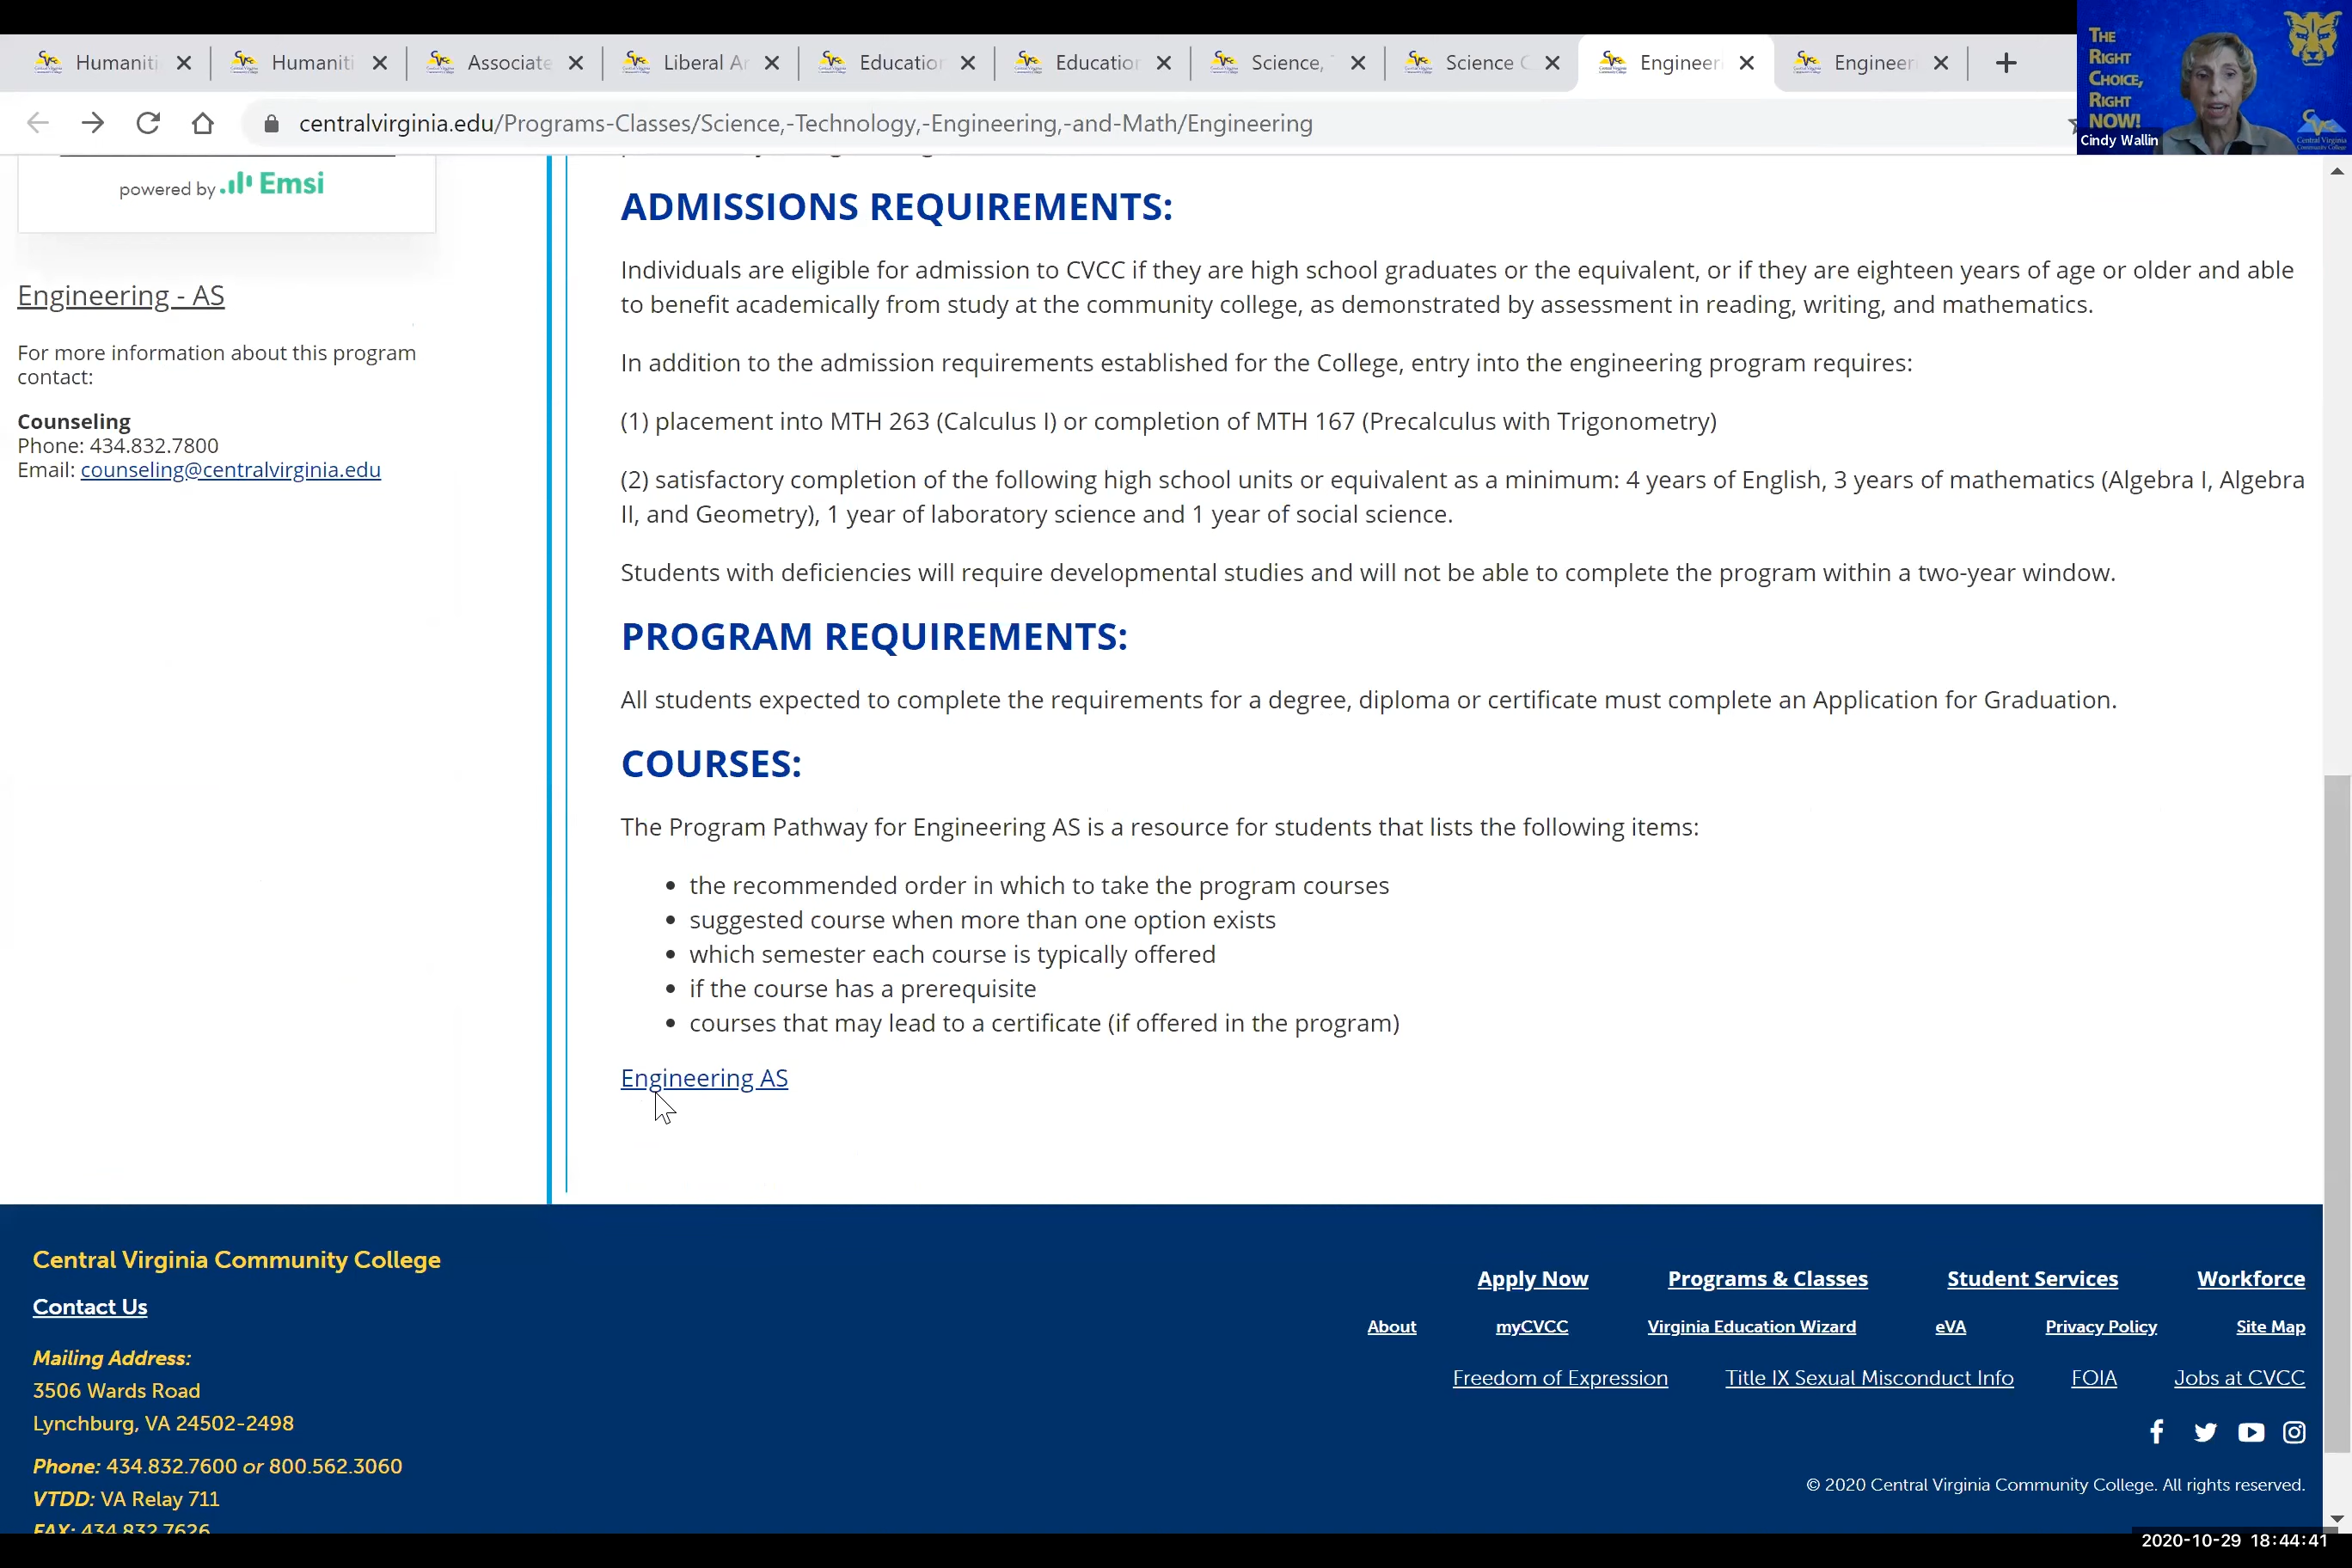 Humaniti
Humaniti
Associate
Liberal Ar
Education
Education
Science,
Science C
Engineeri
Engineeri
centralvirginia.edu/Programs-Classes/Science,-Technology,-Engineering,-and-Math/Engineering
THE
RIGHT
CHOICE,
RIGHT
NOW!
Cindy Wallin
Central Virginia
Community College
powered by Emsi
Engineering - AS
For more information about this program
contact:
Counseling
Phone: 434.832.7800
Email: counseling@centralvirginia.edu
ADMISSIONS REQUIREMENTS:
Individuals are eligible for admission to CVCC if they are high school graduates or the equivalent, or if they are eighteen years of age or older and able
to benefit academically from study at the community college, as demonstrated by assessment in reading, writing, and mathematics.
In addition to the admission requirements established for the College, entry into the engineering program requires:
(1) placement into MTH 263 (Calculus I) or completion of MTH 167 (Precalculus with Trigonometry)
(2) satisfactory completion of the following high school units or equivalent as a minimum: 4 years of English, 3 years of mathematics (Algebra I, Algebra
II, and Geometry), 1 year of laboratory science and 1 year of social science.
Students with deficiencies will require developmental studies and will not be able to complete the program within a two-year window.
PROGRAM REQUIREMENTS:
All students expected to complete the requirements for a degree, diploma or certificate must complete an Application for Graduation.
COURSES:
The Program Pathway for Engineering AS is a resource for students that lists the following items:
• the recommended order in which to take the program courses
• suggested course when more than one option exists
• which semester each course is typically offered
• if the course has a prerequisite
• courses that may lead to a certificate (if offered in the program)
Engineering AS
Central Virginia Community College
Contact Us
Mailing Address:
3506 Wards Road
Lynchburg, VA 24502-2498
Phone: 434.832.7600 or 800.562.3060
VTDD: VA Relay 711
FAX: 434.832.7626
Apply Now Programs & Classes Student Services Workforce
About myCVCC Virginia Education Wizard eVA Privacy Policy Site Map
Freedom of Expression Title IX Sexual Misconduct Info FOIA Jobs at CVCC
© 2020 Central Virginia Community College. All rights reserved.
2020-10-29 18:44:41